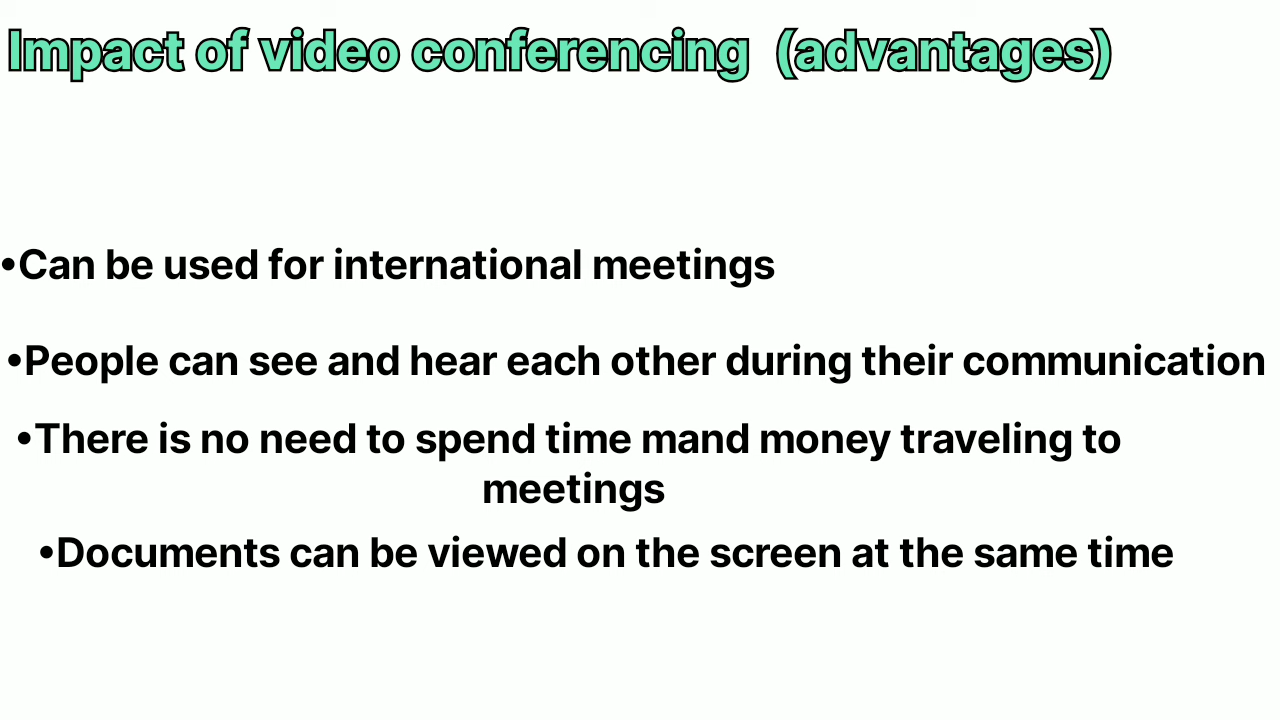 Impact of video conferencing (advantages)
•Can be used for international meetings
•People can see and hear each other during their communication
•There is no need to spend time mand money traveling to
meetings
•Documents can be viewed on the screen at the same time